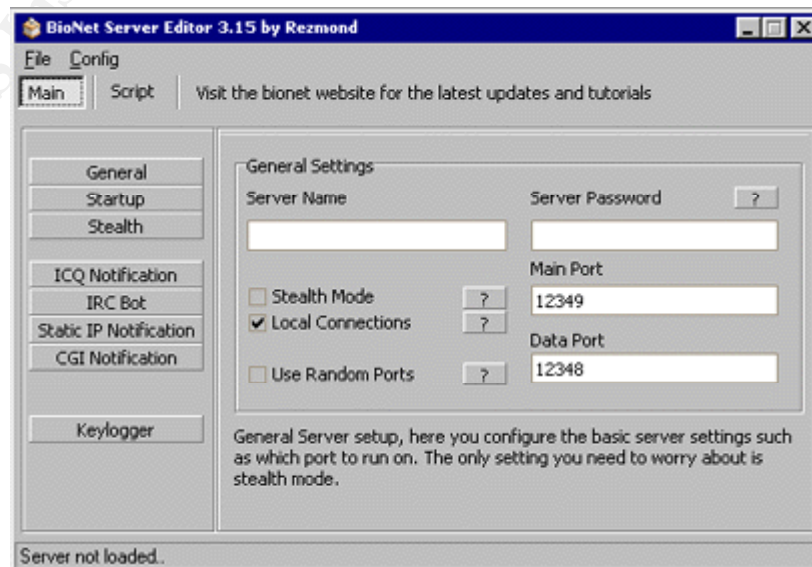 BioNet Server Editor 3.15 by Rezmond
File Config
Main Script Visit the bionet website for the latest updates and tutorials
General
Startup
Stealth
ICQ Notification
IRC Bot
Static IP Notification
CGI Notification
Keylogger
General Settings
Server Name
Server Password ?
Main Port
Stealth Mode ?
12349
Local Connections ?
Data Port
Use Random Ports ?
12348
General Server setup, here you configure the basic server settings such
as which port to run on. The only setting you need to worry about is
stealth mode.
Server not loaded..